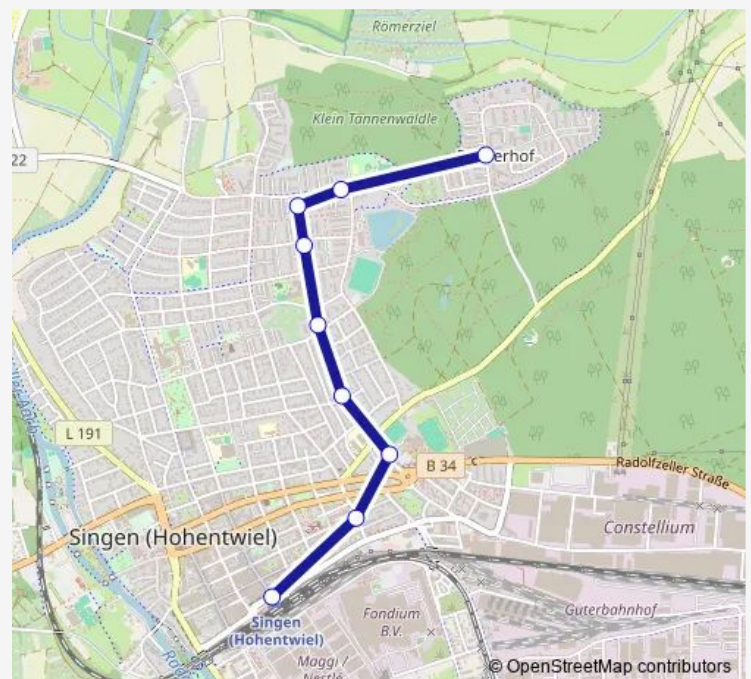 Römerziel
Klein Tannenwäldle
erhof
22
L 191
B 34
Radolfzeller Straße
Singen (Hohentwiel)
Constellium
Singen
(Hohentwiel)
Fondium
B.V.
Güterbahnhof
Maggi /
Nestlé
© OpenStreetMap contributors